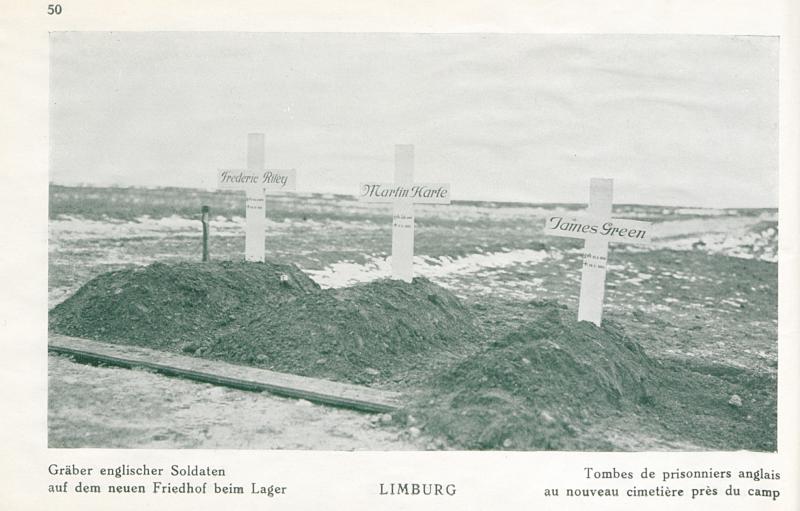 50
Frederic Riley
Martin Harte
James Green
Gräber englischer Soldaten
auf dem neuen Friedhof beim Lager
LIMBURG
Tombes de prisonniers anglais
au nouveau cimetière près du camp